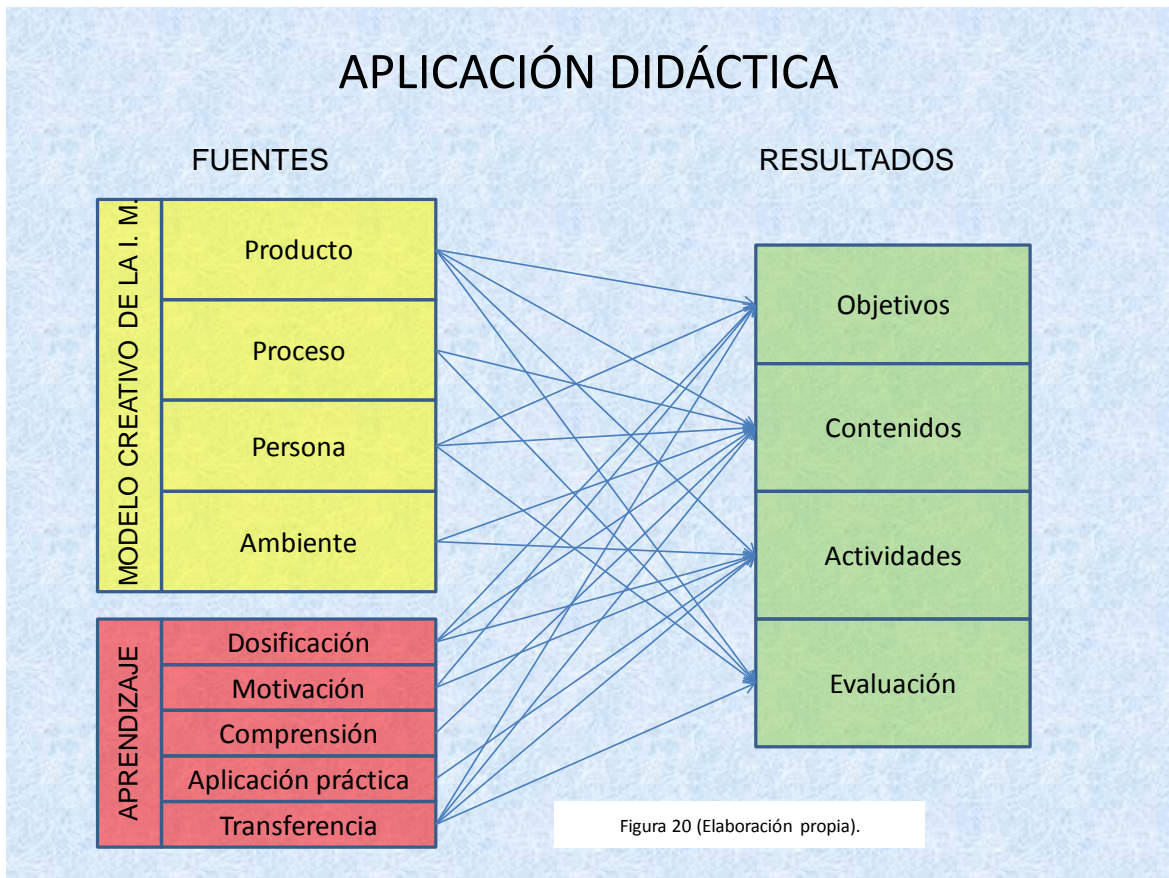 APLICACIÓN DIDÁCTICA
FUENTES
RESULTADOS
MODELO CREATIVO DE LA I. M.
Producto
Proceso
Persona
Ambiente
APRENDIZAJE
Dosificación
Motivación
Comprensión
Aplicación práctica
Transferencia
Objetivos
Contenidos
Actividades
Evaluación
Figura 20 (Elaboración propia).